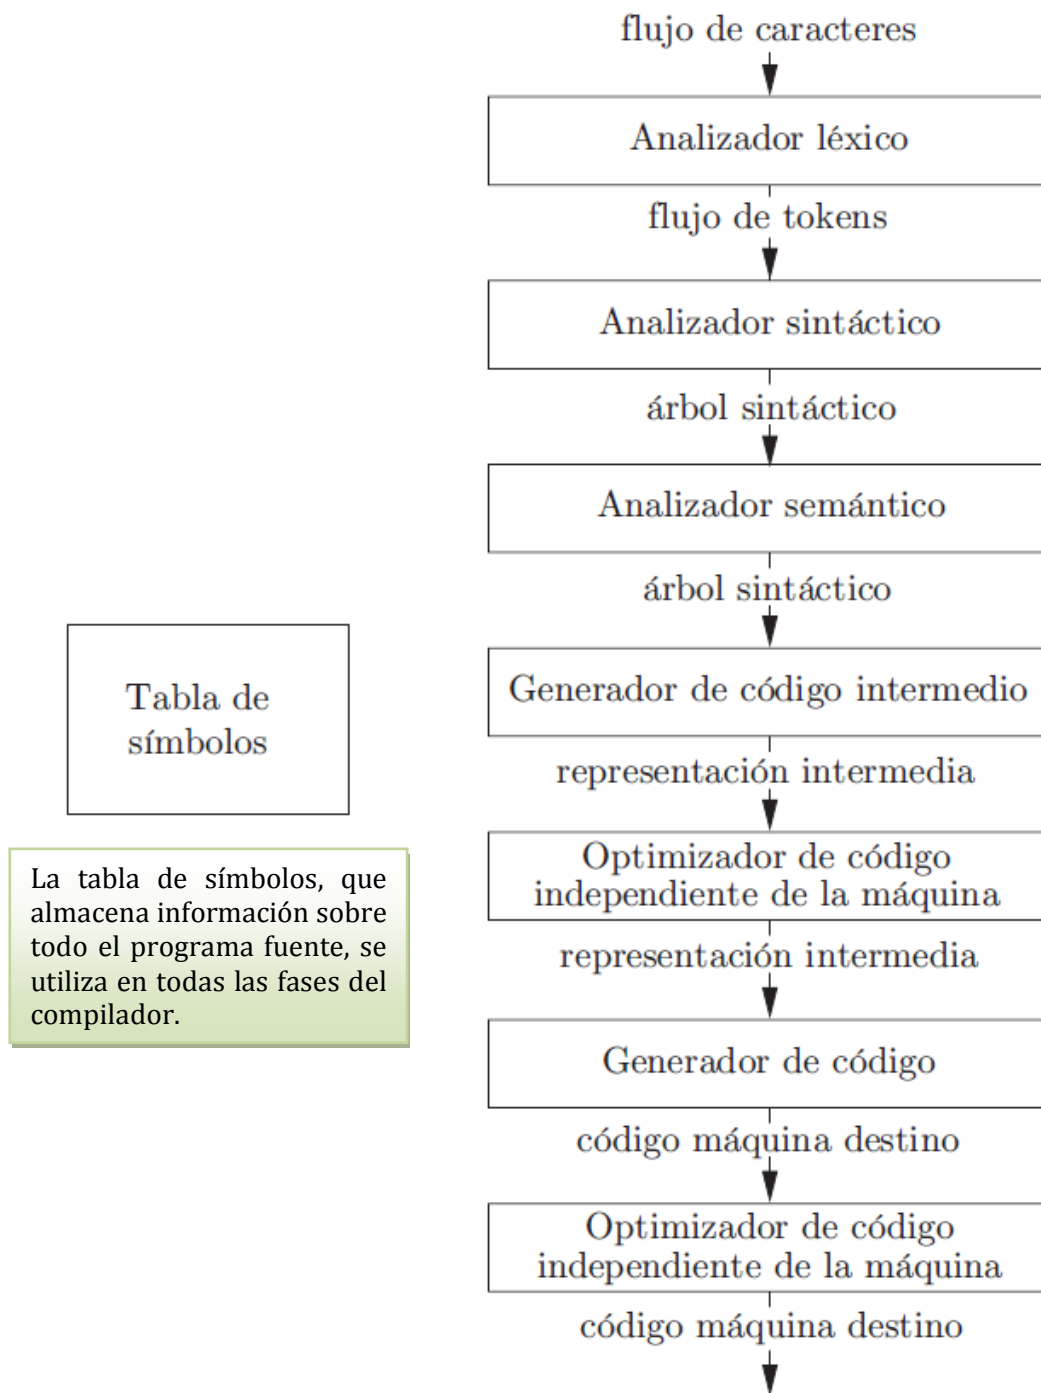 flujo de caracteres
Analizador léxico
flujo de tokens
Analizador sintáctico
árbol sintáctico
Analizador semántico
árbol sintáctico
Generador de código intermedio
representación intermedia
Optimizador de código
independiente de la máquina
representación intermedia
Generador de código
código máquina destino
Optimizador de código
independiente de la máquina
código máquina destino
Tabla de
símbolos
La tabla de símbolos, que
almacena información sobre
todo el programa fuente, se
utiliza en todas las fases del
compilador.